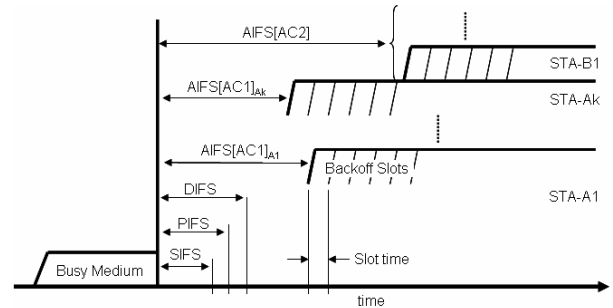 AIFS[AC2]
STA-B1
AIFS[AC1]Ak
STA-Ak
AIFS[AC1]A1
Backoff Slots
DIFS
STA-A1
PIFS
SIFS
Slot time
Busy Medium
time